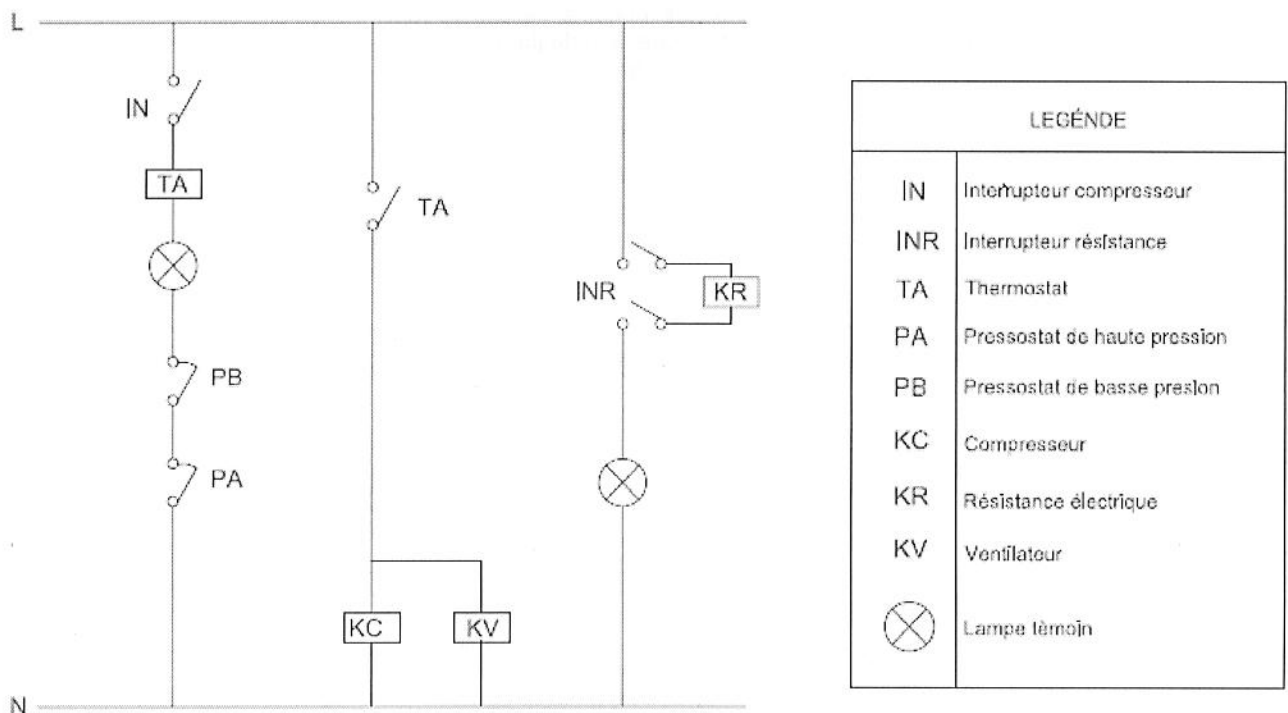 L
IN
TA
TA
PB
PA
INR
KR
KC
KV
N
LEGÉNDE
IN Interrupteur compresseur
INR Interrupteur résistance
TA Thermostat
PA Pressostat de haute pression
PB Pressostat de basse presion
KC Compresseur
KR Résistance électrique
KV Ventilateur
Lampe tèmoin